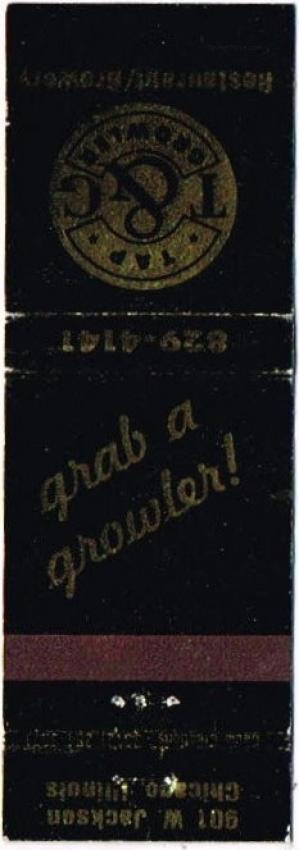 Restaurant/Brewery
GROWLER
T&G
TAP
829-4141
grab a
growler!
901 W. Jackson
Chicago, Illinois